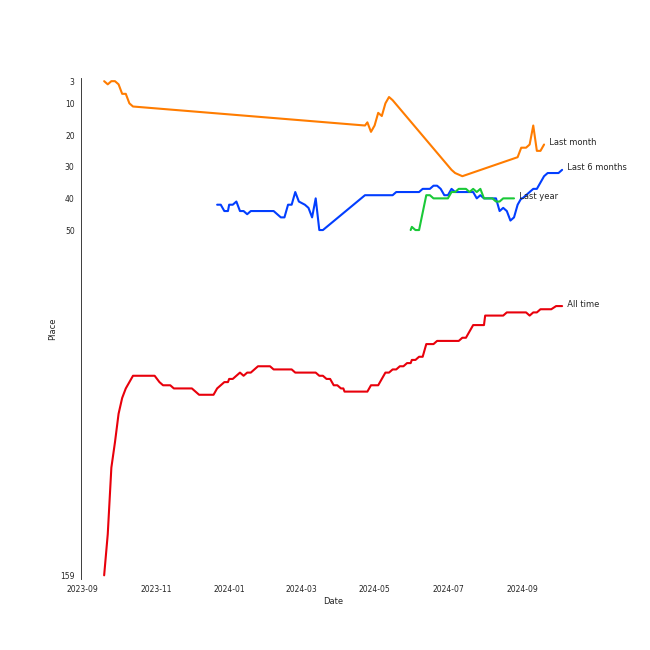 3
10
20
30
40
50
159
Place
Last month
Last 6 months
Last year
All time
2023-09 2023-11 2024-01 2024-03 2024-05 2024-07 2024-09
Date